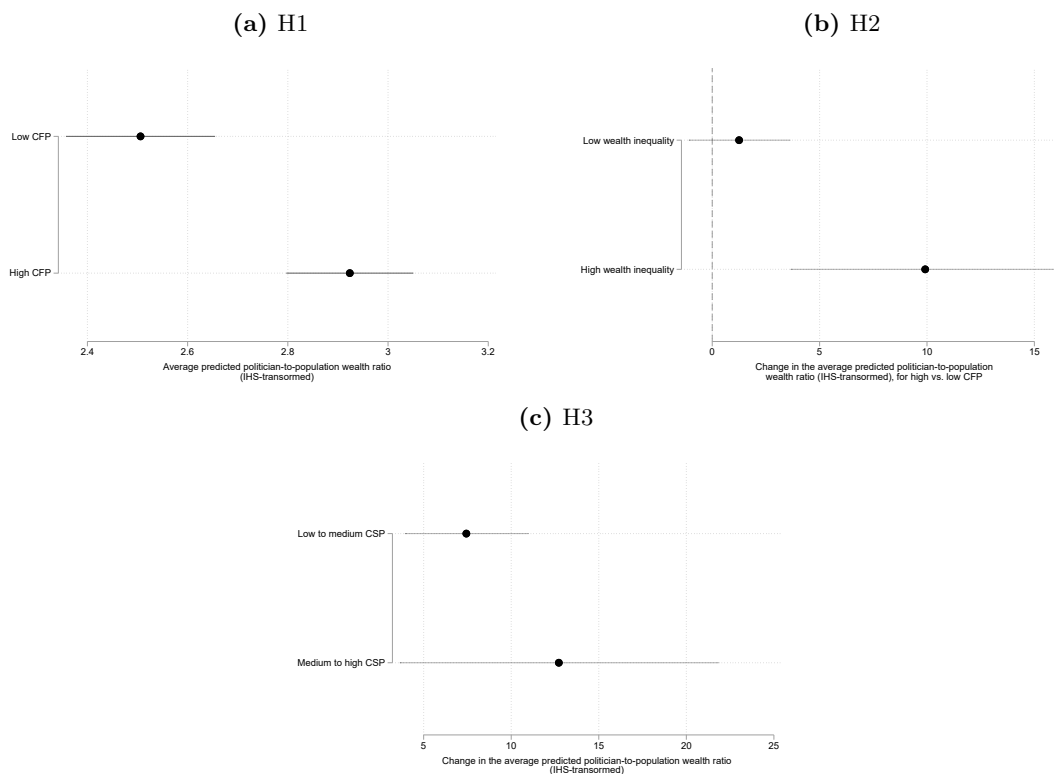 (a) H1
Low CFP
High CFP
2.4 2.6 2.8 3 3.2
Average predicted politician-to-population wealth ratio
(IHS-transormed)
(b) H2
Low wealth inequality
High wealth inequality
0 5 10 15
Change in the average predicted politician-to-population
wealth ratio (IHS-transormed), for high vs. low CFP
(c) H3
Low to medium CSP
Medium to high CSP
5 10 15 20 25
Change in the average predicted politician-to-population wealth ratio
(IHS-transormed)